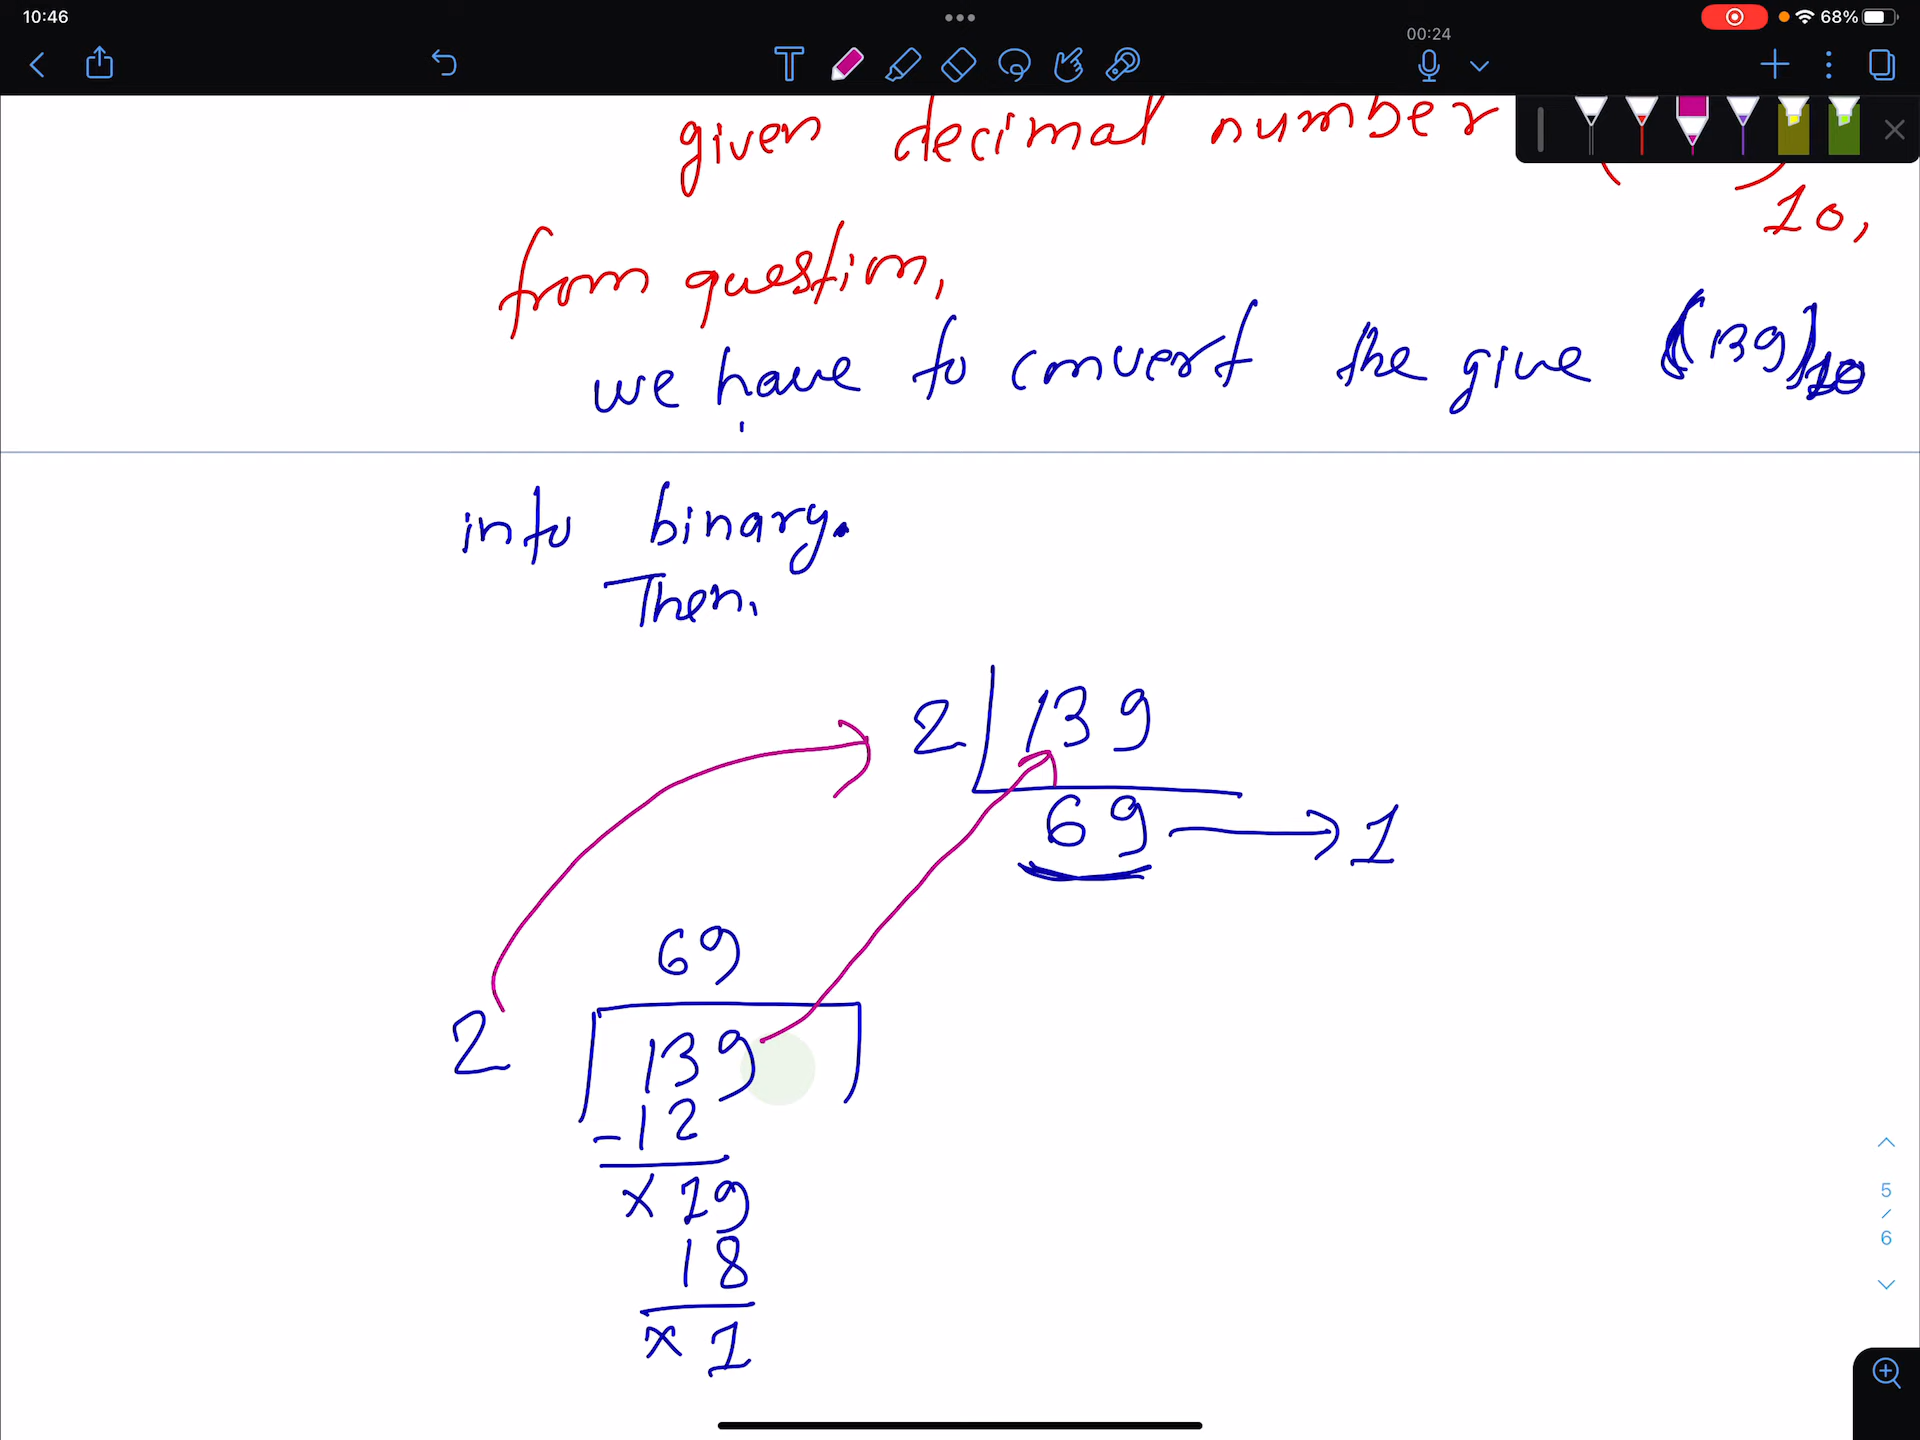 10:46
68%
00:24
given decimal number
10,
from question,
we have to convert the give (139)10
into binary.
Then,
2 139
69 → 1
69
2 139
-12
x 19
18
x 1
5
/
6